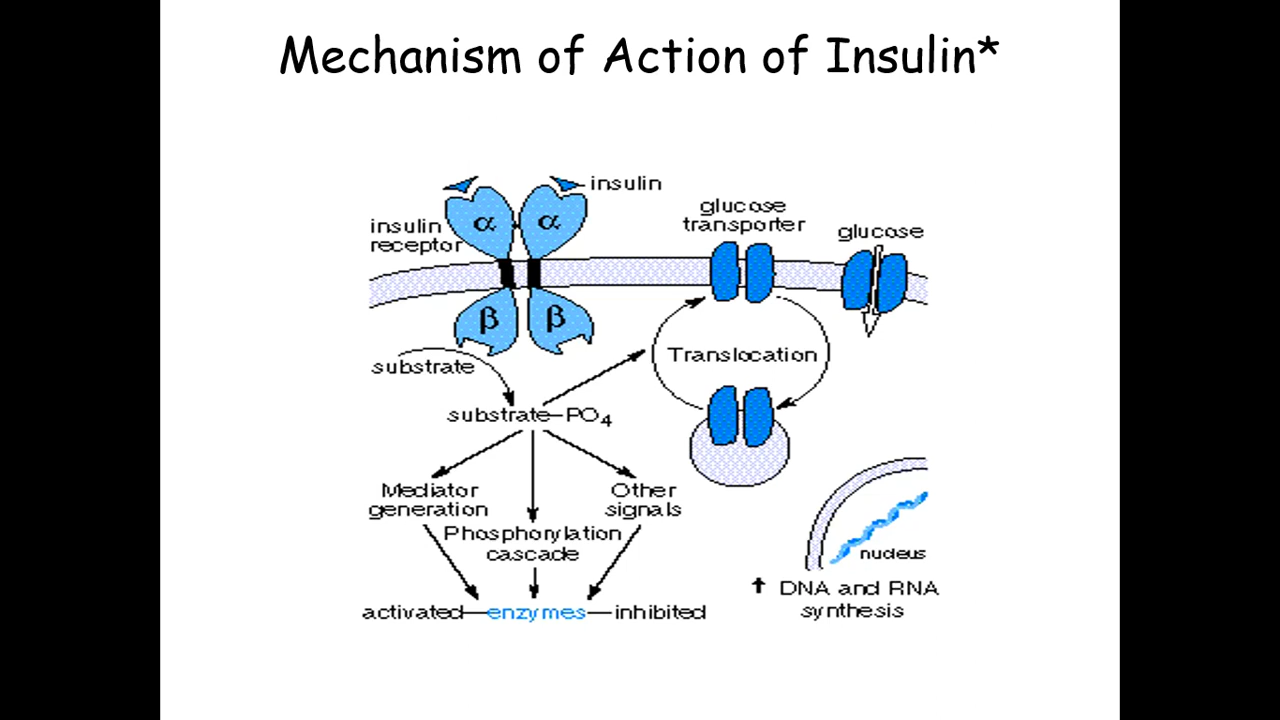 Mechanism of Action of Insulin*
insulin
insulin
receptor
α
α
β
β
glucose
transporter
glucose
substrate
Translocation
substrate–PO4
Mediator
generation
Phosphorylation
cascade
Other
signals
activated
enzymes
inhibited
nucleus
↑ DNA and RNA
synthesis